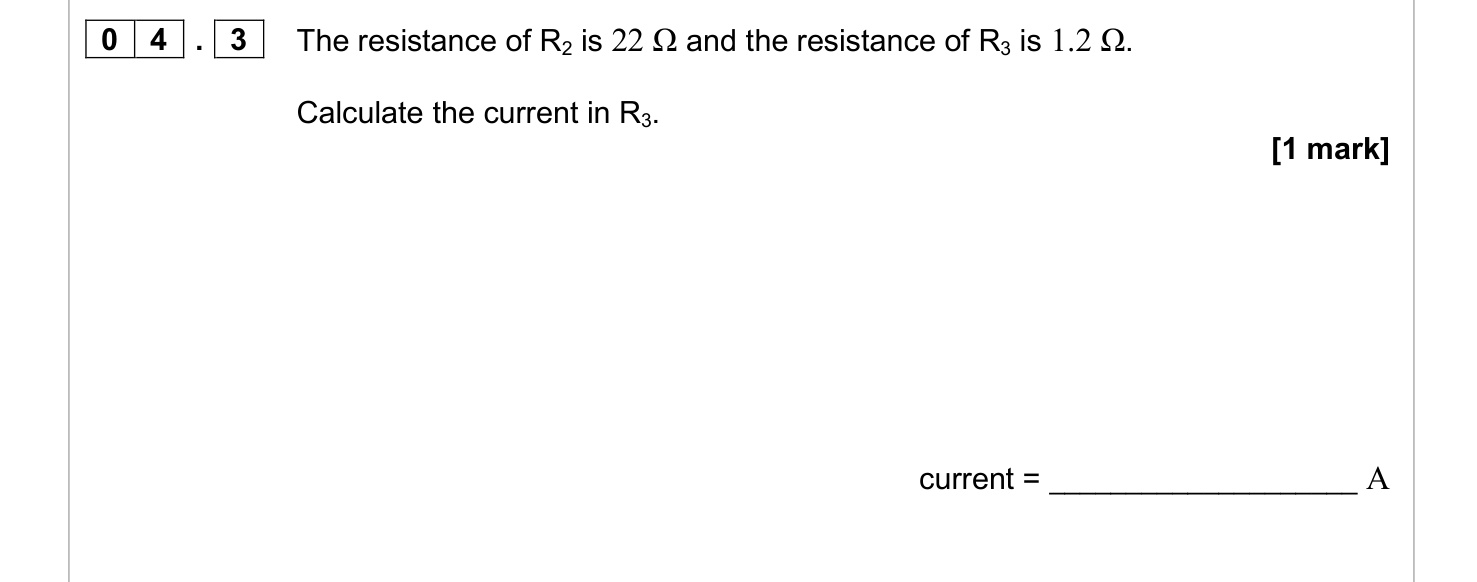 0 4 . 3 The resistance of R₂ is 22 Ω and the resistance of R₃ is 1.2 Ω.
Calculate the current in R₃.
[1 mark]
current = ____________________ A